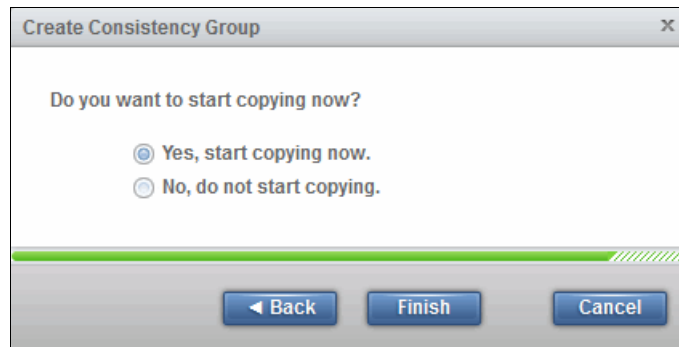 Create Consistency Group x
Do you want to start copying now?
Yes, start copying now.
No, do not start copying.
◄ Back Finish Cancel